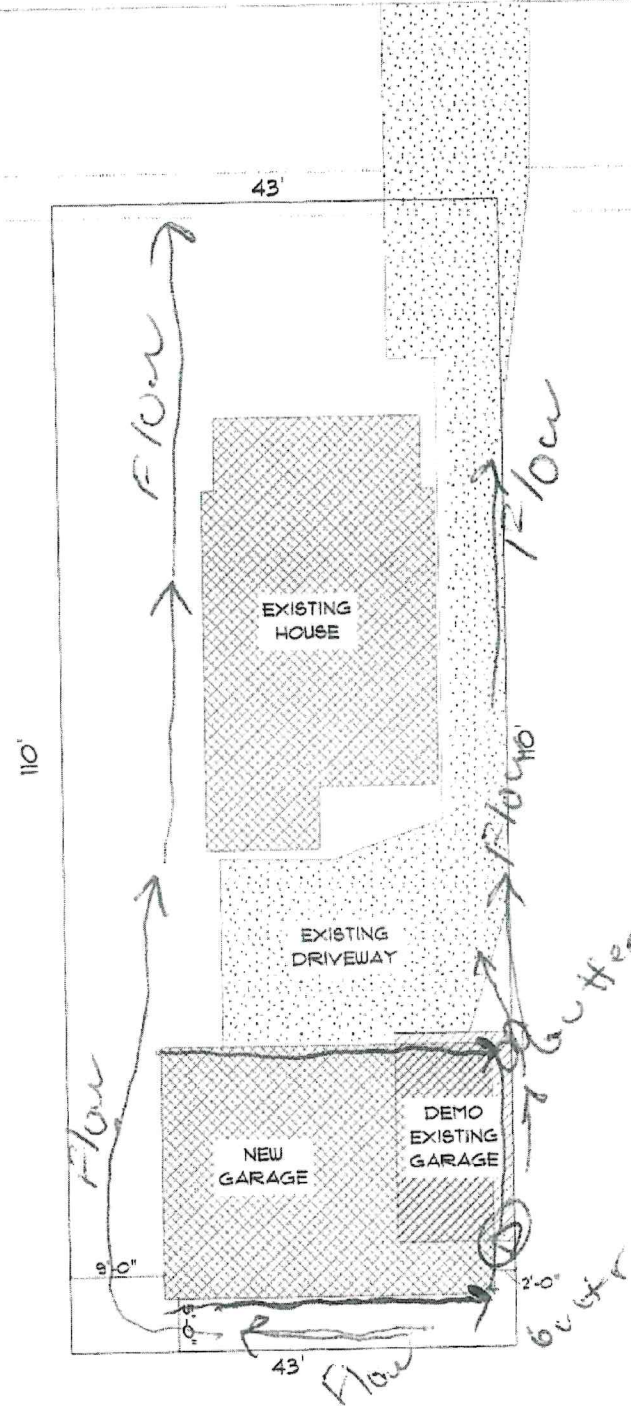 43'
Flow
Flow
EXISTING
HOUSE
110'
110'
Flow
EXISTING
DRIVEWAY
Gutter
Flow
NEW
GARAGE
DEMO
EXISTING
GARAGE
9'-0"
2'-0"
5'-0"
Gutter
43'
Flow